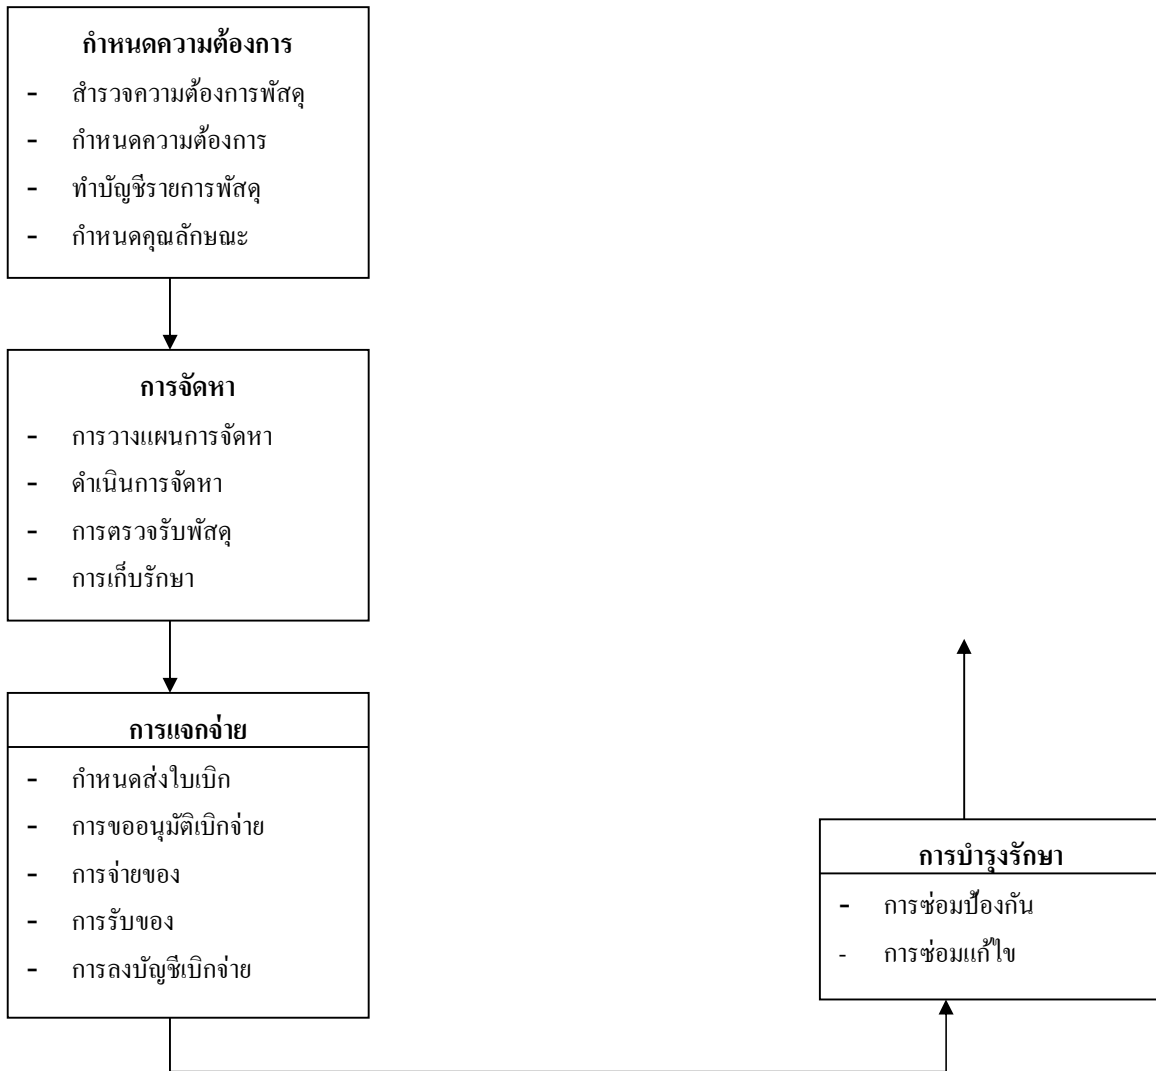 กำหนดความต้องการ
- สำรวจความต้องการพัสดุ
- กำหนดความต้องการ
- ทำบัญชีรายการพัสดุ
- กำหนดคุณลักษณะ
การจัดหา
- การวางแผนการจัดหา
- ดำเนินการจัดหา
- การตรวจรับพัสดุ
- การเก็บรักษา
การแจกจ่าย
- กำหนดส่งใบเบิก
- การขออนุมัติเบิกจ่าย
- การจ่ายของ
- การรับของ
- การลงบัญชีเบิกจ่าย
การบำรุงรักษา
- การซ่อมป้องกัน
- การซ่อมแก้ไข